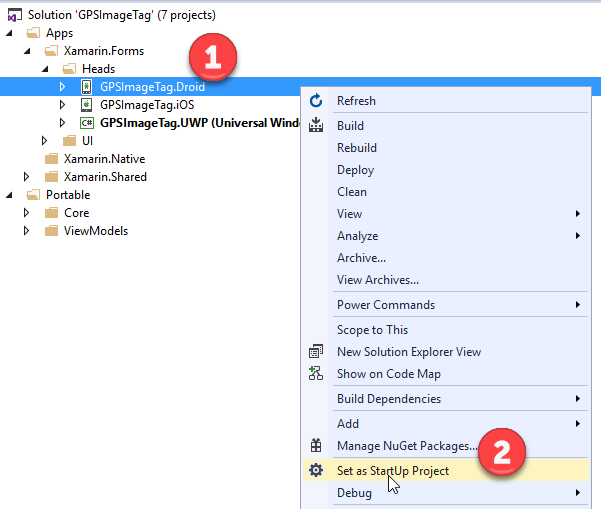 Solution 'GPSImageTag' (7 projects)
Apps
Xamarin.Forms
1
Heads
GPSImageTag.Droid
GPSImageTag.iOS
GPSImageTag.UWP (Universal Wind
UI
Xamarin.Native
Xamarin.Shared
Portable
Core
ViewModels
Refresh
Build
Rebuild
Deploy
Clean
View
Analyze
Archive...
View Archives...
Power Commands
Scope to This
New Solution Explorer View
Show on Code Map
Build Dependencies
Add
Manage NuGet Packages...
2
Set as StartUp Project
Debug
C#